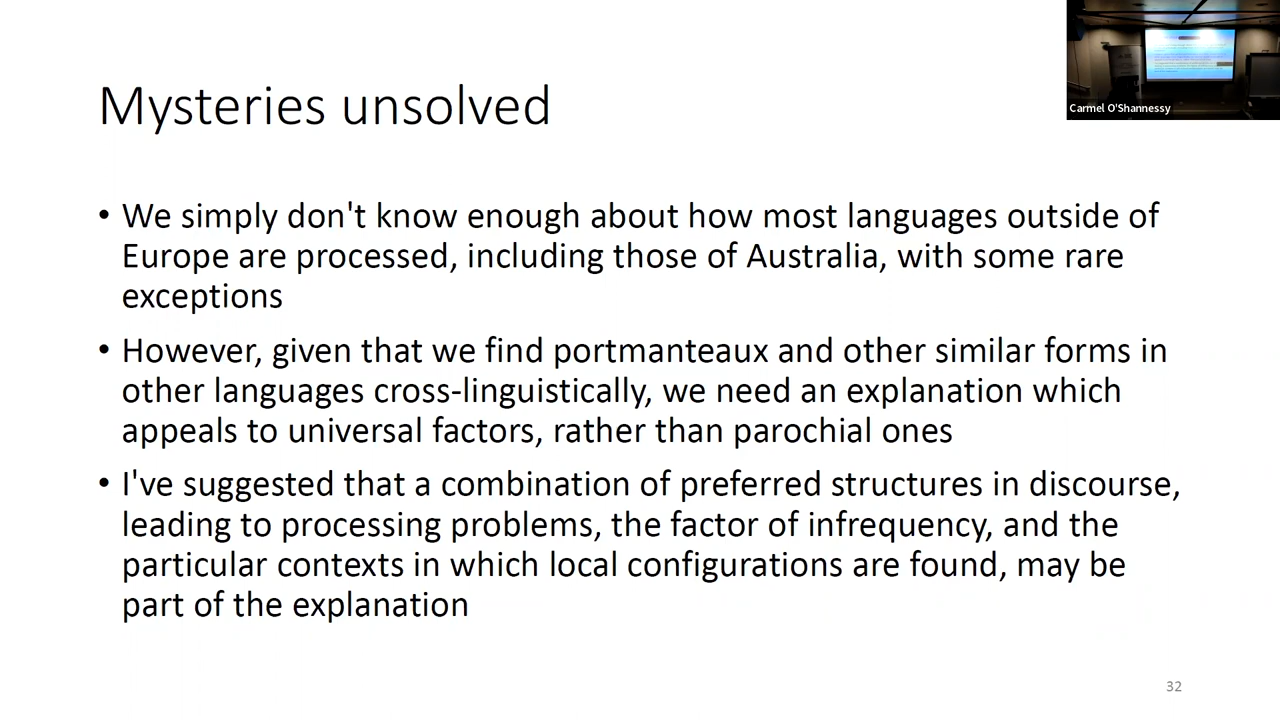 Carmel O'Shannessy
Mysteries unsolved
• We simply don't know enough about how most languages outside of
Europe are processed, including those of Australia, with some rare
exceptions
• However, given that we find portmanteaux and other similar forms in
other languages cross-linguistically, we need an explanation which
appeals to universal factors, rather than parochial ones
• I've suggested that a combination of preferred structures in discourse,
leading to processing problems, the factor of infrequency, and the
particular contexts in which local configurations are found, may be
part of the explanation
32